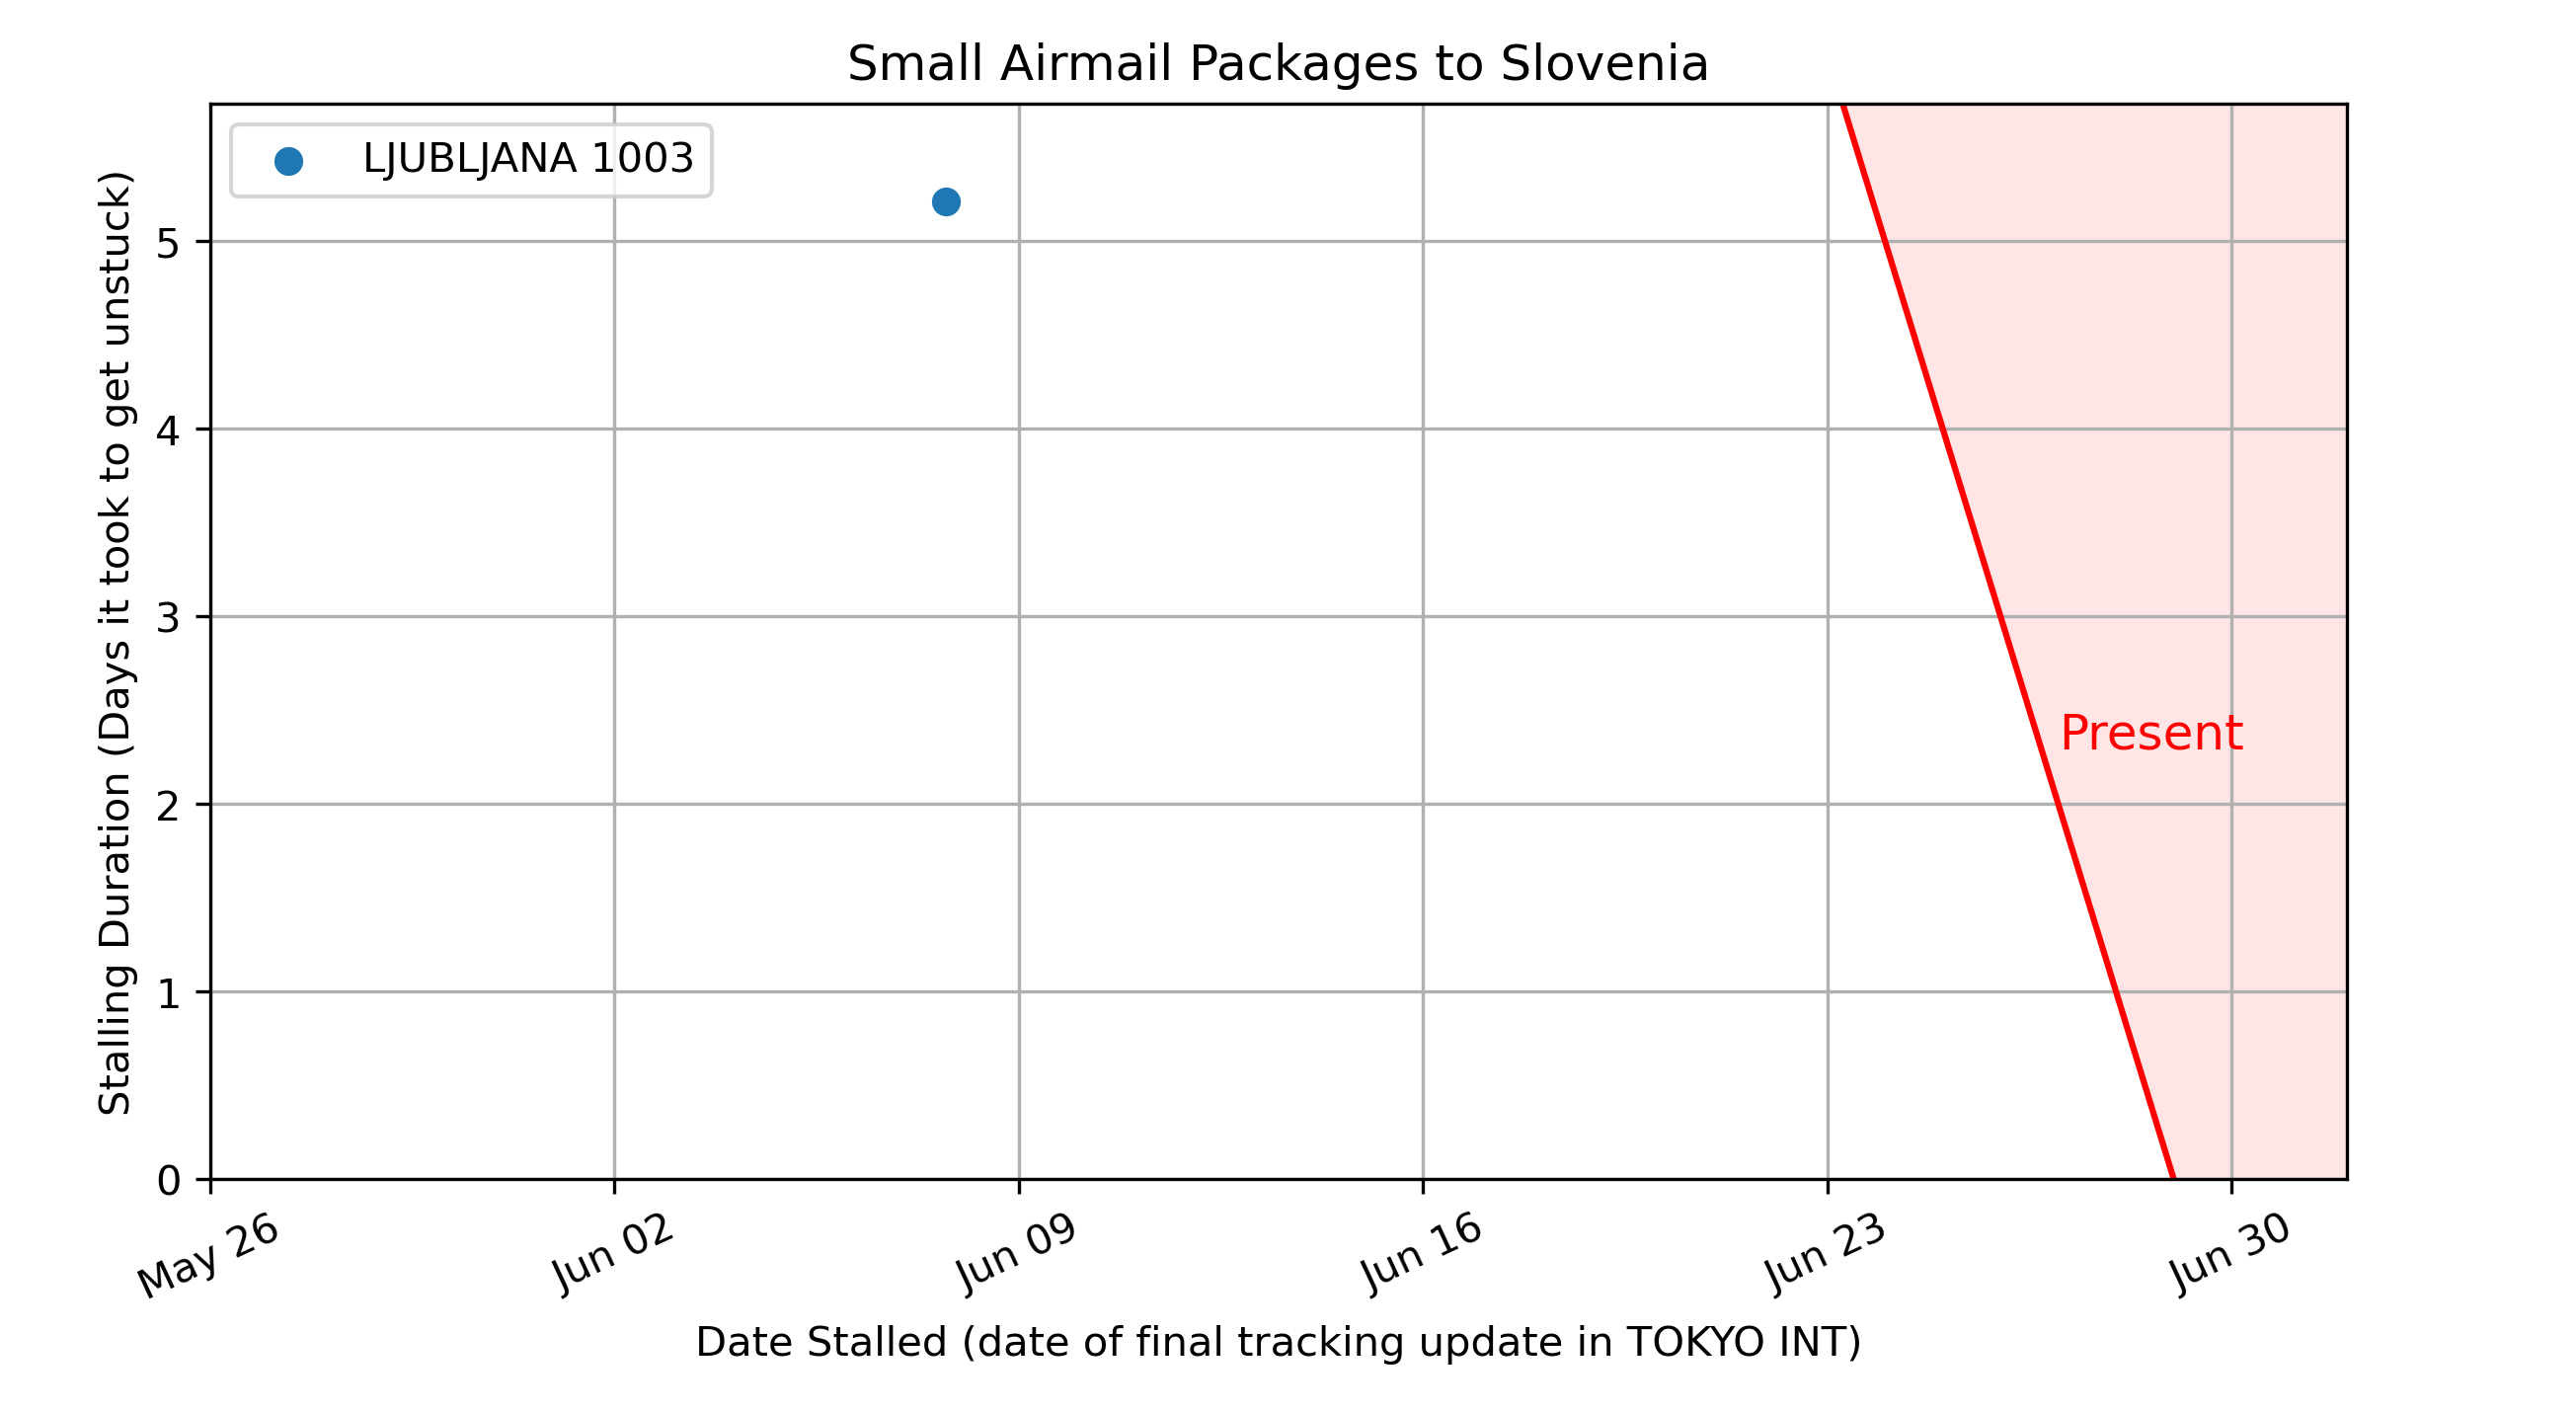 Small Airmail Packages to Slovenia
LJUBLJANA 1003
Stalling Duration (Days it took to get unstuck)
5
4
3
2
1
0
Present
May 26
Jun 02
Jun 09
Jun 16
Jun 23
Jun 30
Date Stalled (date of final tracking update in TOKYO INT)